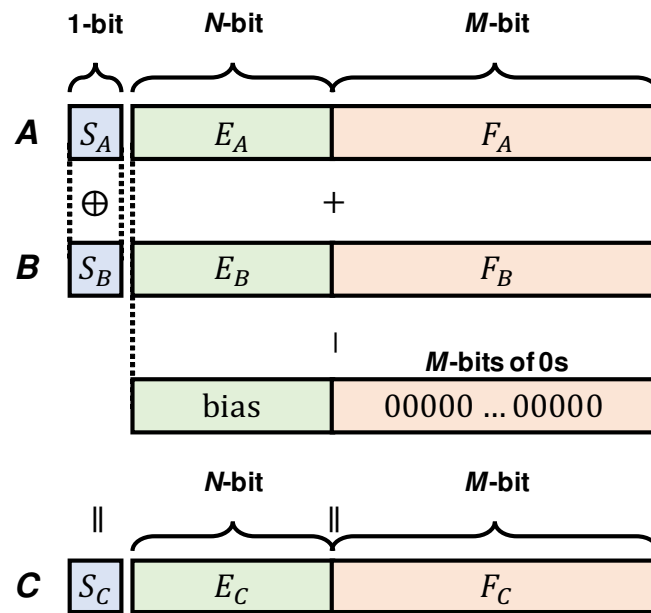 1-bit N-bit M-bit
A S_A E_A F_A
⊕ +
B S_B E_B F_B
−
M-bits of 0s
bias 00000 ... 00000
N-bit M-bit
= =
C S_C E_C F_C